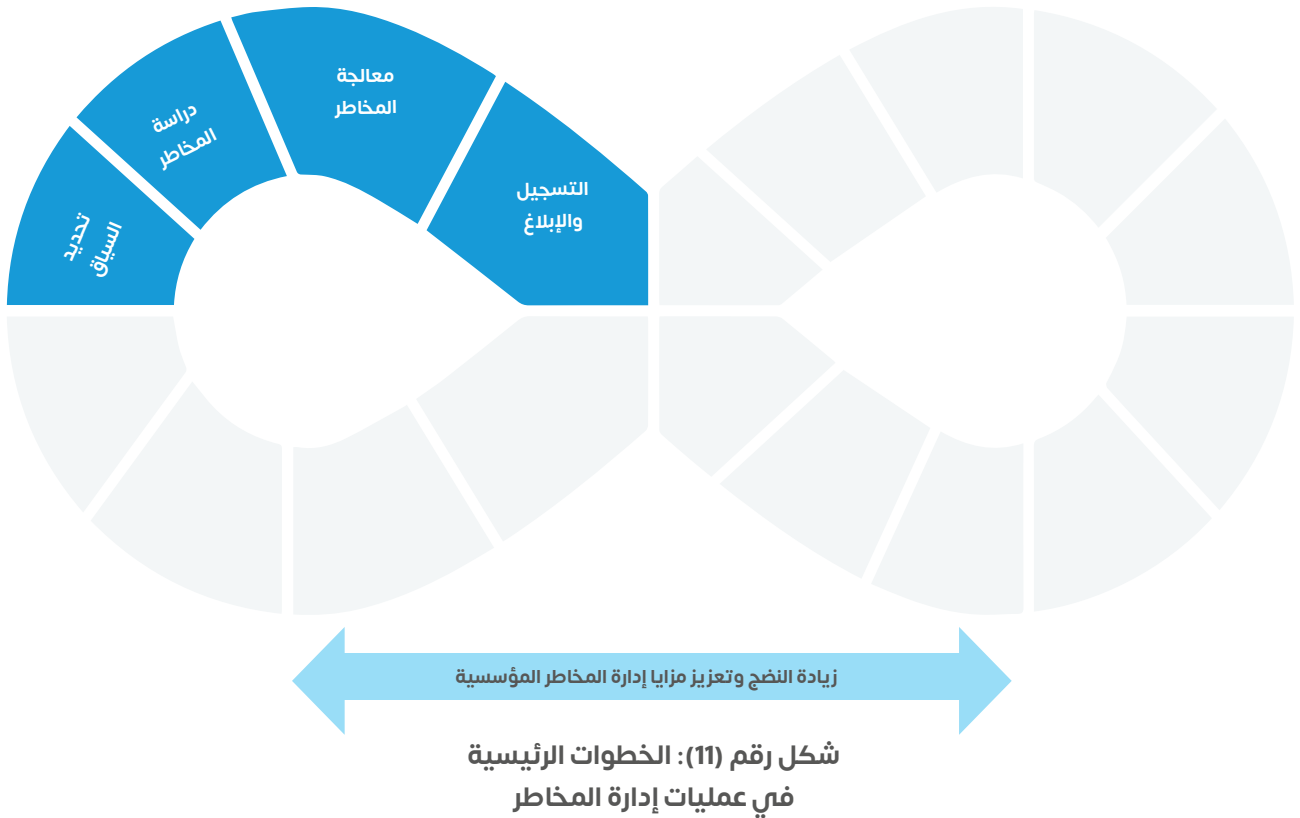 تحديد
السياق
دراسة
المخاطر
معالجة
المخاطر
التسجيل
والإبلاغ
زيادة النضج وتعزيز مزايا إدارة المخاطر المؤسسية
شكل رقم (11): الخطوات الرئيسية
في عمليات إدارة المخاطر